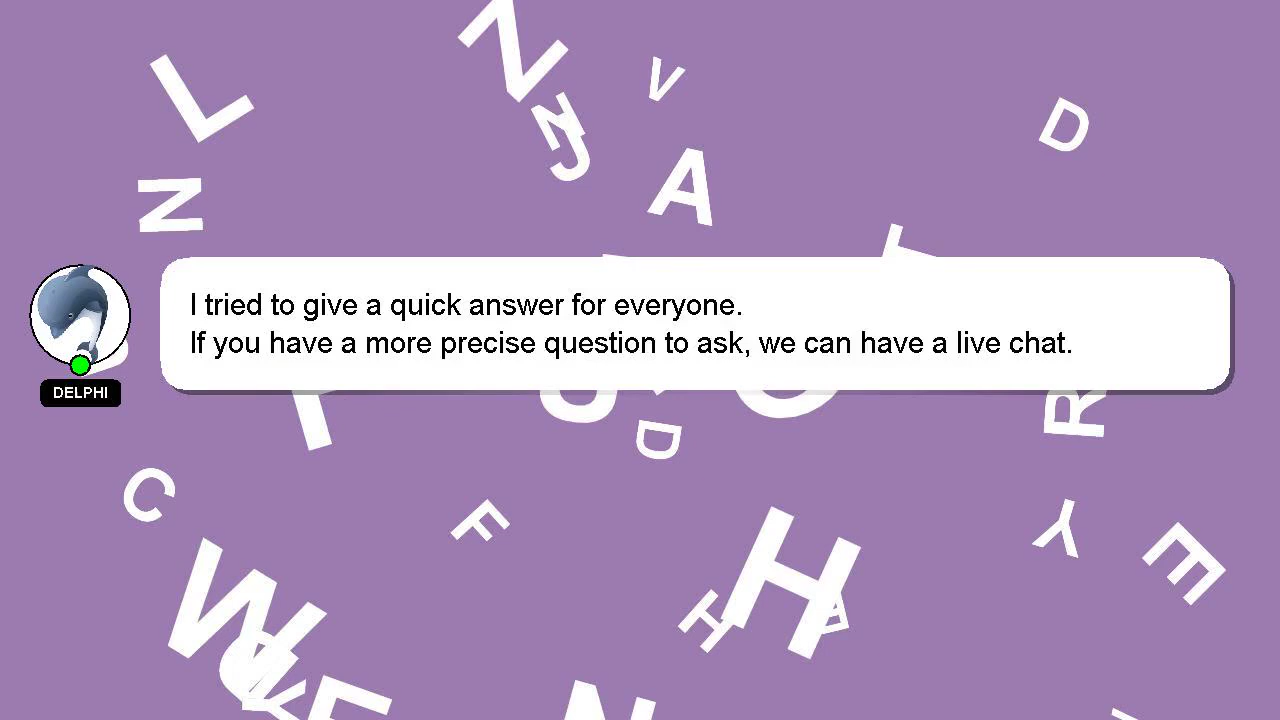 I tried to give a quick answer for everyone.
If you have a more precise question to ask, we can have a live chat.
DELPHI
L
N
V
D
N
J
A
N
R
D
C
F
Y
E
H
W
H